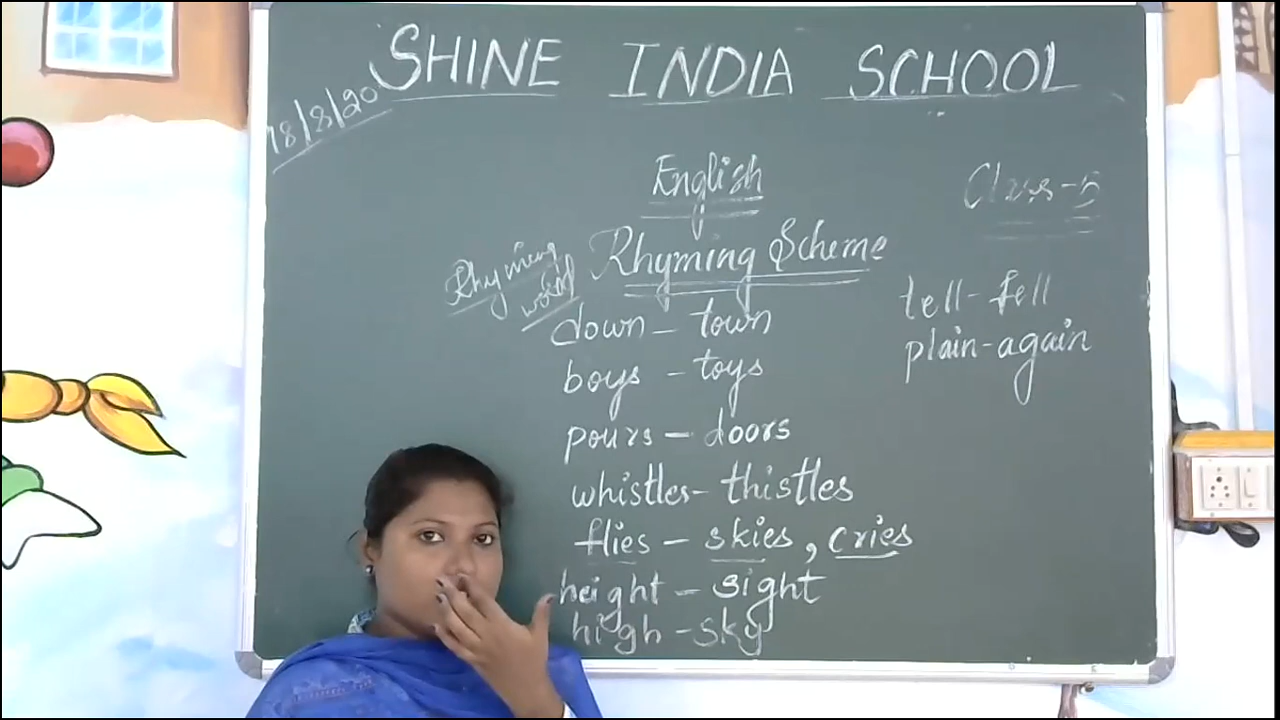 SHINE INDIA SCHOOL
18/8/20
English
Class-5
Rhyming Scheme
Rhyming
word
down - town
boys - toys
pours - doors
whistles - thistles
flies - skies, cries
height - sight
high - sky
tell - fell
plain - again